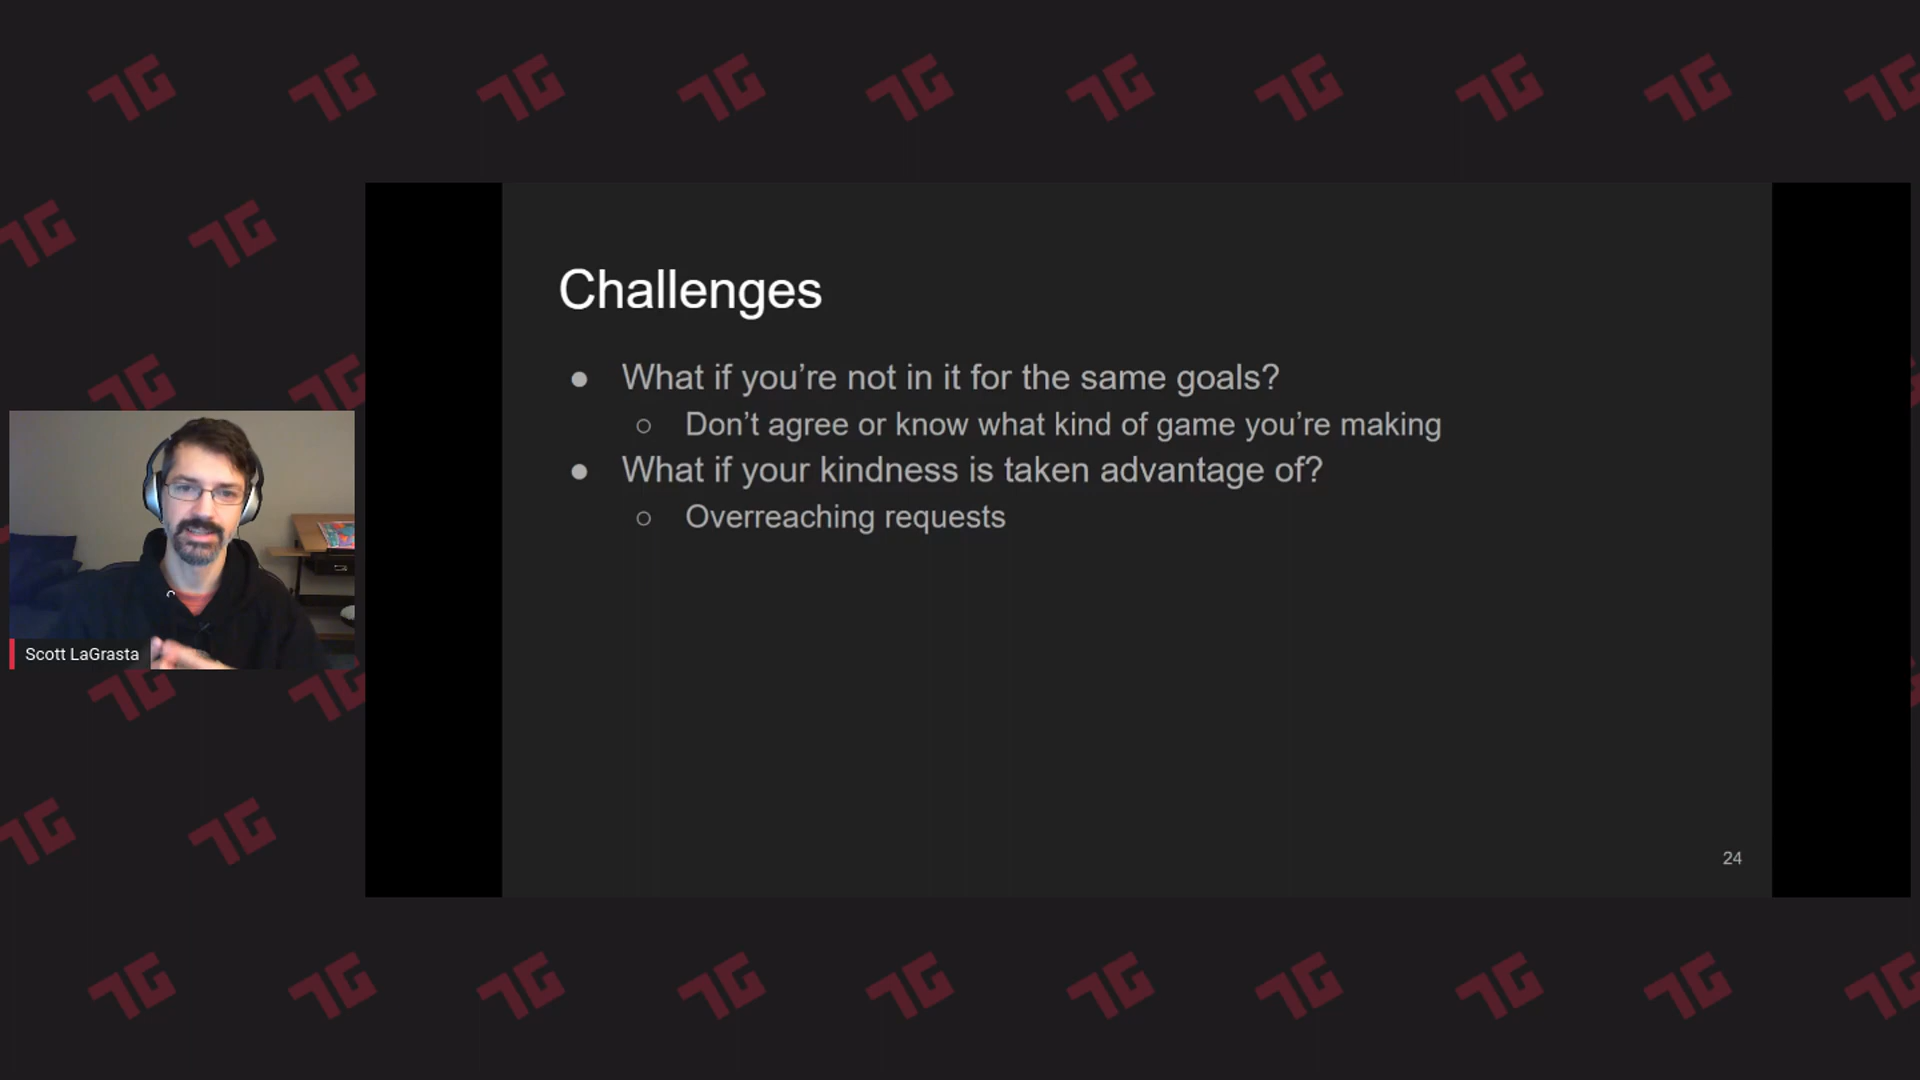 Challenges
What if you’re not in it for the same goals?
Don’t agree or know what kind of game you’re making
What if your kindness is taken advantage of?
Overreaching requests
Scott LaGrasta
24